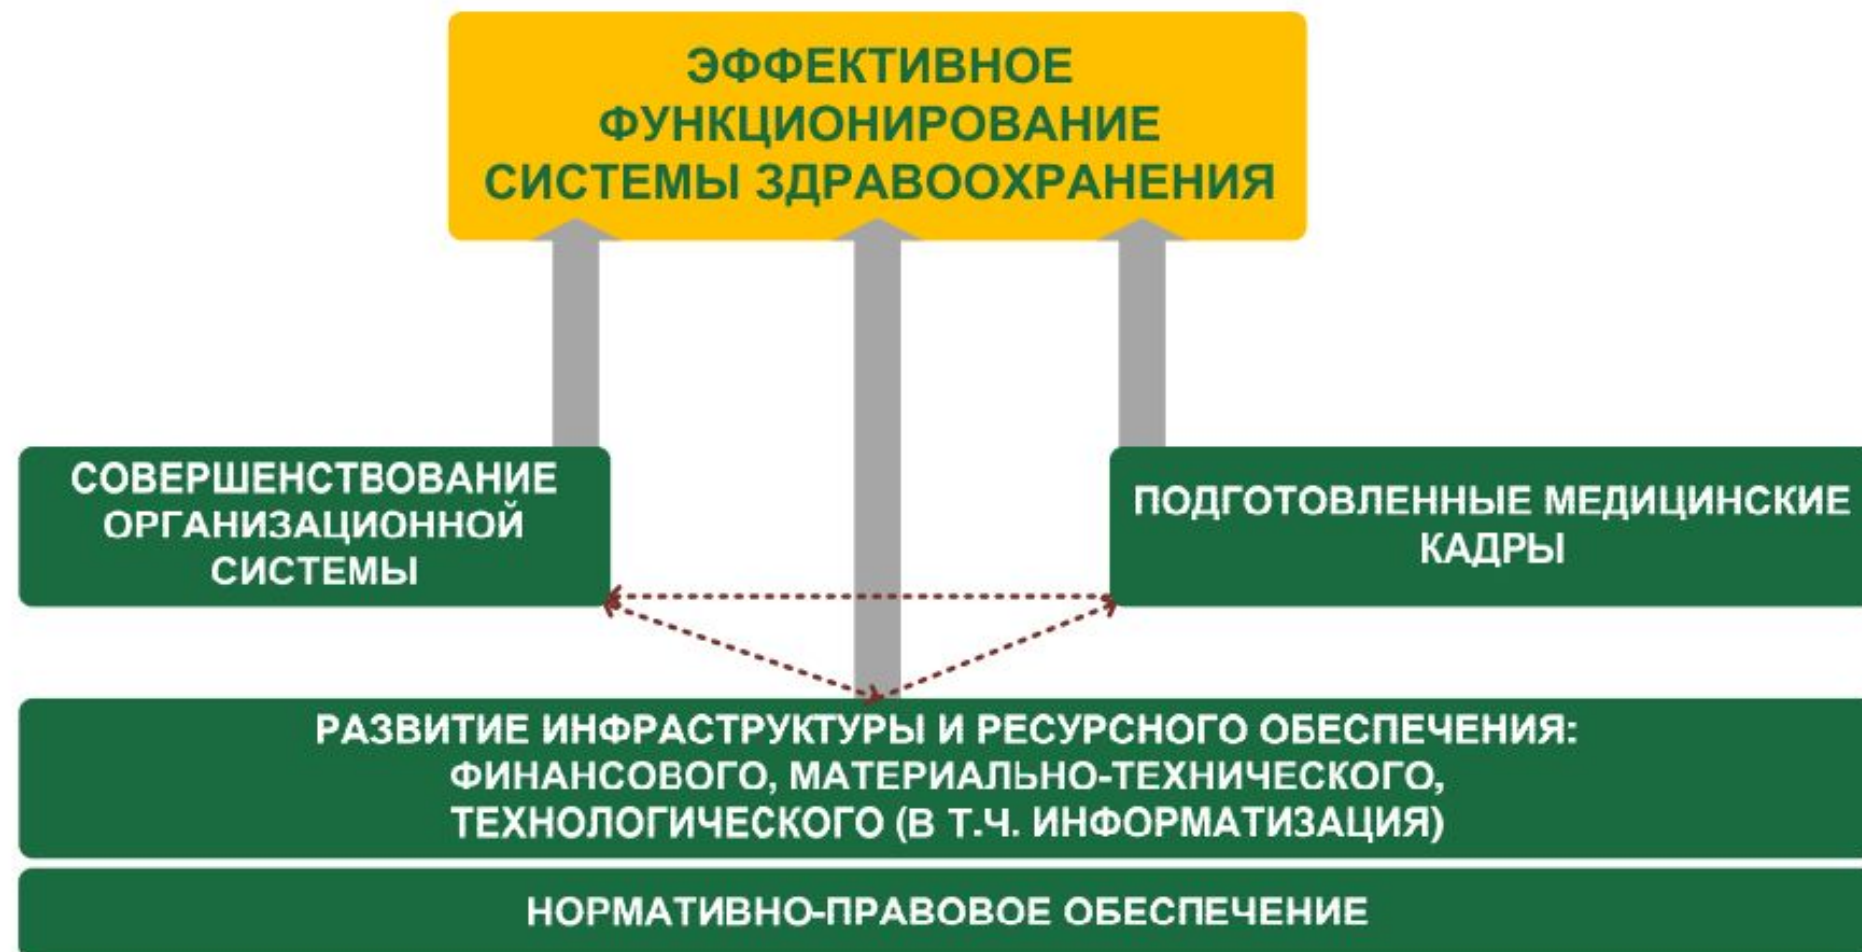 ЭФФЕКТИВНОЕ
ФУНКЦИОНИРОВАНИЕ
СИСТЕМЫ ЗДРАВООХРАНЕНИЯ
СОВЕРШЕНСТВОВАНИЕ
ОРГАНИЗАЦИОННОЙ
СИСТЕМЫ
ПОДГОТОВЛЕННЫЕ МЕДИЦИНСКИЕ
КАДРЫ
РАЗВИТИЕ ИНФРАСТРУКТУРЫ И РЕСУРСНОГО ОБЕСПЕЧЕНИЯ:
ФИНАНСОВОГО, МАТЕРИАЛЬНО-ТЕХНИЧЕСКОГО,
ТЕХНОЛОГИЧЕСКОГО (В Т.Ч. ИНФОРМАТИЗАЦИЯ)
НОРМАТИВНО-ПРАВОВОЕ ОБЕСПЕЧЕНИЕ